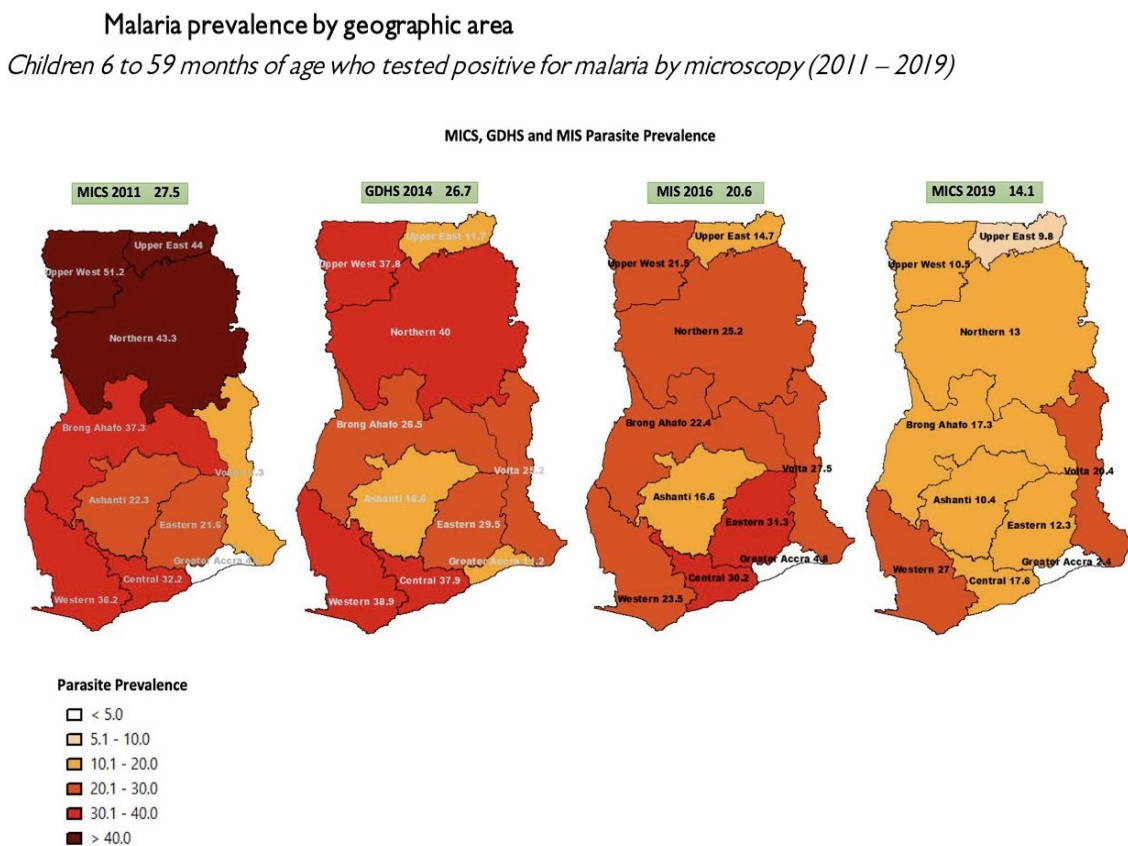 Malaria prevalence by geographic area
Children 6 to 59 months of age who tested positive for malaria by microscopy (2011 – 2019)
MICS, GDHS and MIS Parasite Prevalence
MICS 2011 27.5
Upper East 44
Upper West 51.2
Northern 43.3
Brong Ahafo 37.3
Ashanti 22.3
Eastern 21.6
Greater Accra
Central 32.2
Western 36.2
GDHS 2014 26.7
Upper East 11.7
Upper West 37.8
Northern 40
Brong Ahafo 26.5
Volta 25.2
Ashanti 16.6
Eastern 29.5
Greater Accra 11.2
Central 37.9
Western 38.9
MIS 2016 20.6
Upper East 14.7
Upper West 21.5
Northern 25.2
Brong Ahafo 22.4
Volta 27.5
Ashanti 16.6
Eastern 31.3
Greater Accra 4.8
Central 30.2
Western 23.5
MICS 2019 14.1
Upper East 9.8
Upper West 10.5
Northern 13
Brong Ahafo 17.3
Volta 20.4
Ashanti 10.4
Eastern 12.3
Greater Accra 2.4
Central 17.6
Western 27
Parasite Prevalence
< 5.0
5.1 - 10.0
10.1 - 20.0
20.1 - 30.0
30.1 - 40.0
> 40.0